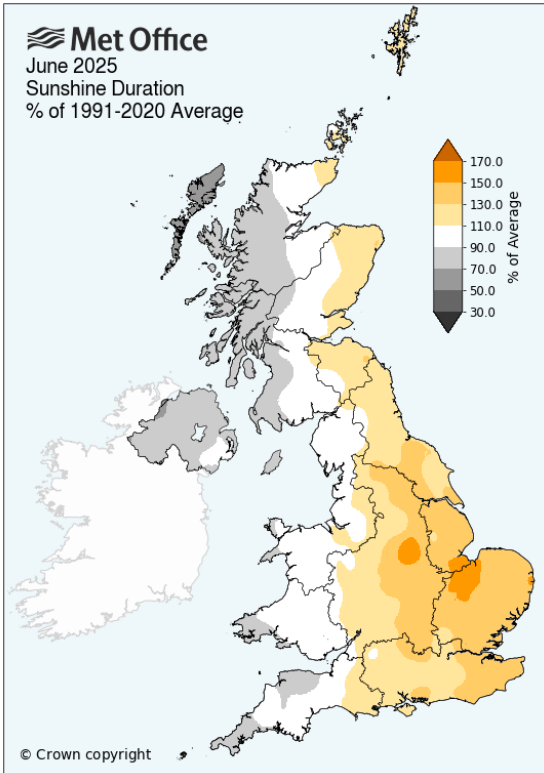 Met Office
June 2025
Sunshine Duration
% of 1991-2020 Average
170.0
150.0
130.0
110.0
90.0
70.0
50.0
30.0
% of Average
© Crown copyright